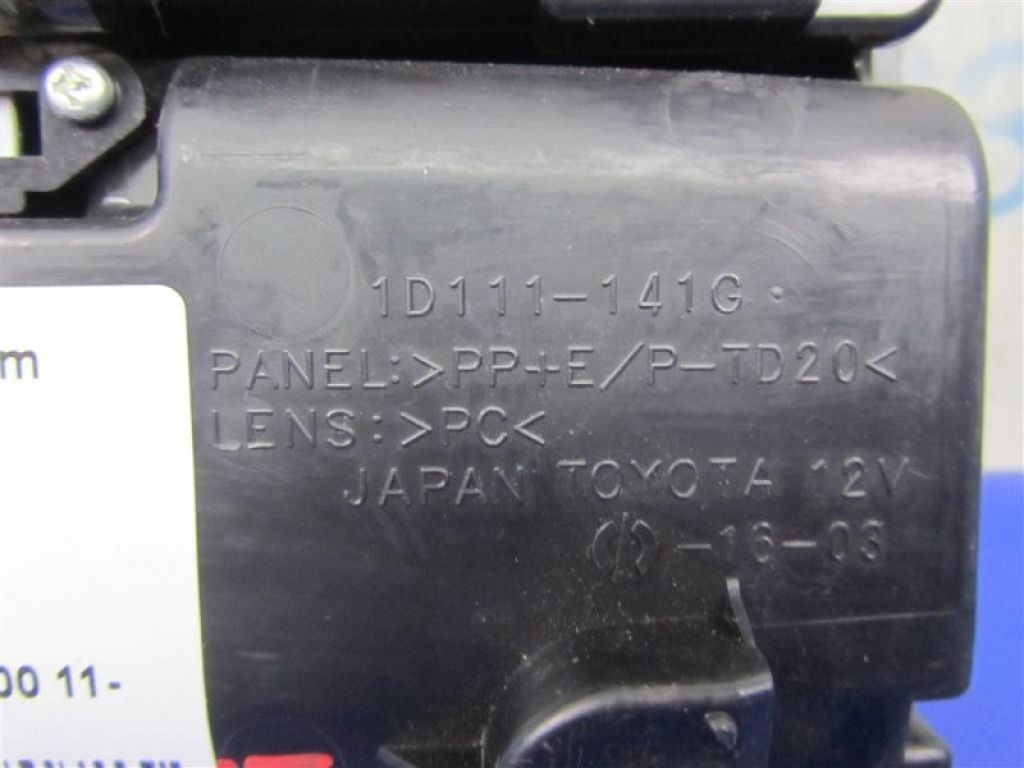 1D111-141G
PANEL:>PP+E/P-TD20<
LENS:>PC<
JAPAN TOYOTA 12V
-16-03
m
00 11-